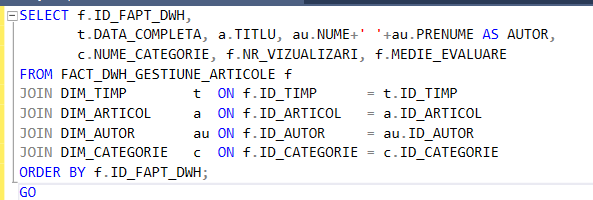 SELECT f.ID_FAPT_DWH,
       t.DATA_COMPLETA, a.TITLU, au.NUME+' '+au.PRENUME AS AUTOR,
       c.NUME_CATEGORIE, f.NR_VIZUALIZARI, f.MEDIE_EVALUARE
FROM FACT_DWH_GESTIUNE_ARTICOLE f
JOIN DIM_TIMP       t  ON f.ID_TIMP      = t.ID_TIMP
JOIN DIM_ARTICOL    a  ON f.ID_ARTICOL   = a.ID_ARTICOL
JOIN DIM_AUTOR      au ON f.ID_AUTOR     = au.ID_AUTOR
JOIN DIM_CATEGORIE  c  ON f.ID_CATEGORIE = c.ID_CATEGORIE
ORDER BY f.ID_FAPT_DWH;
GO